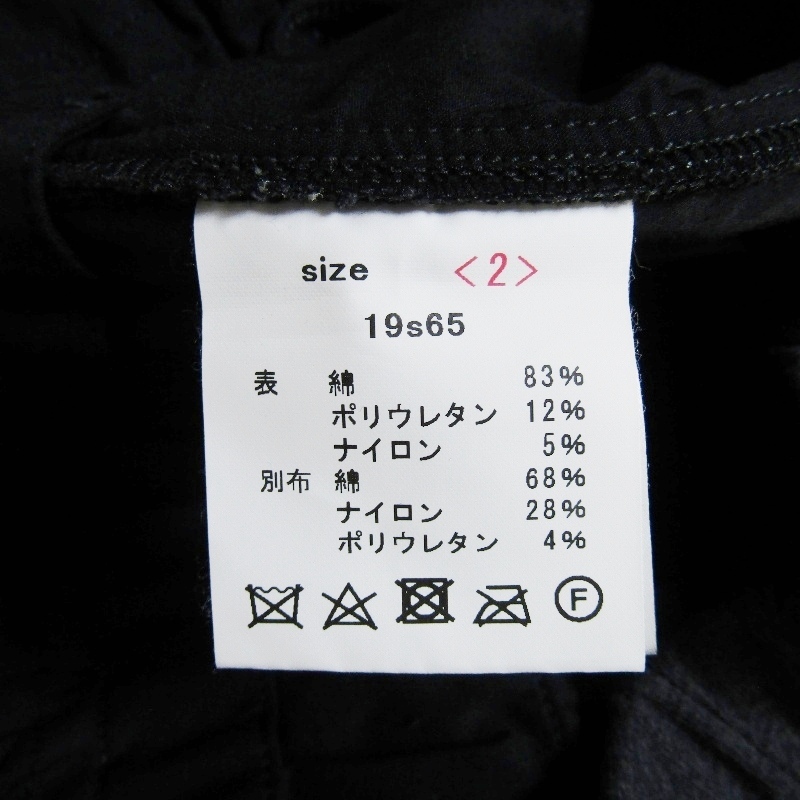 size <2>
19s65
表 綿 83%
ポリウレタン 12%
ナイロン 5%
別布 綿 68%
ナイロン 28%
ポリウレタン 4%
F